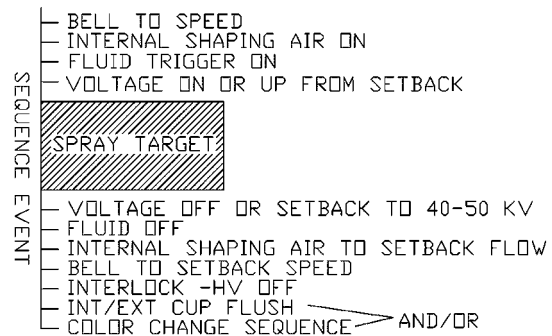 BELL TO SPEED
INTERNAL SHAPING AIR ON
FLUID TRIGGER ON
VOLTAGE ON OR UP FROM SETBACK
SEQUENCE EVENT
SPRAY TARGET
VOLTAGE OFF OR SETBACK TO 40-50 KV
FLUID OFF
INTERNAL SHAPING AIR TO SETBACK FLOW
BELL TO SETBACK SPEED
INTERLOCK -HV OFF
INT/EXT CUP FLUSH
COLOR CHANGE SEQUENCE
AND/OR